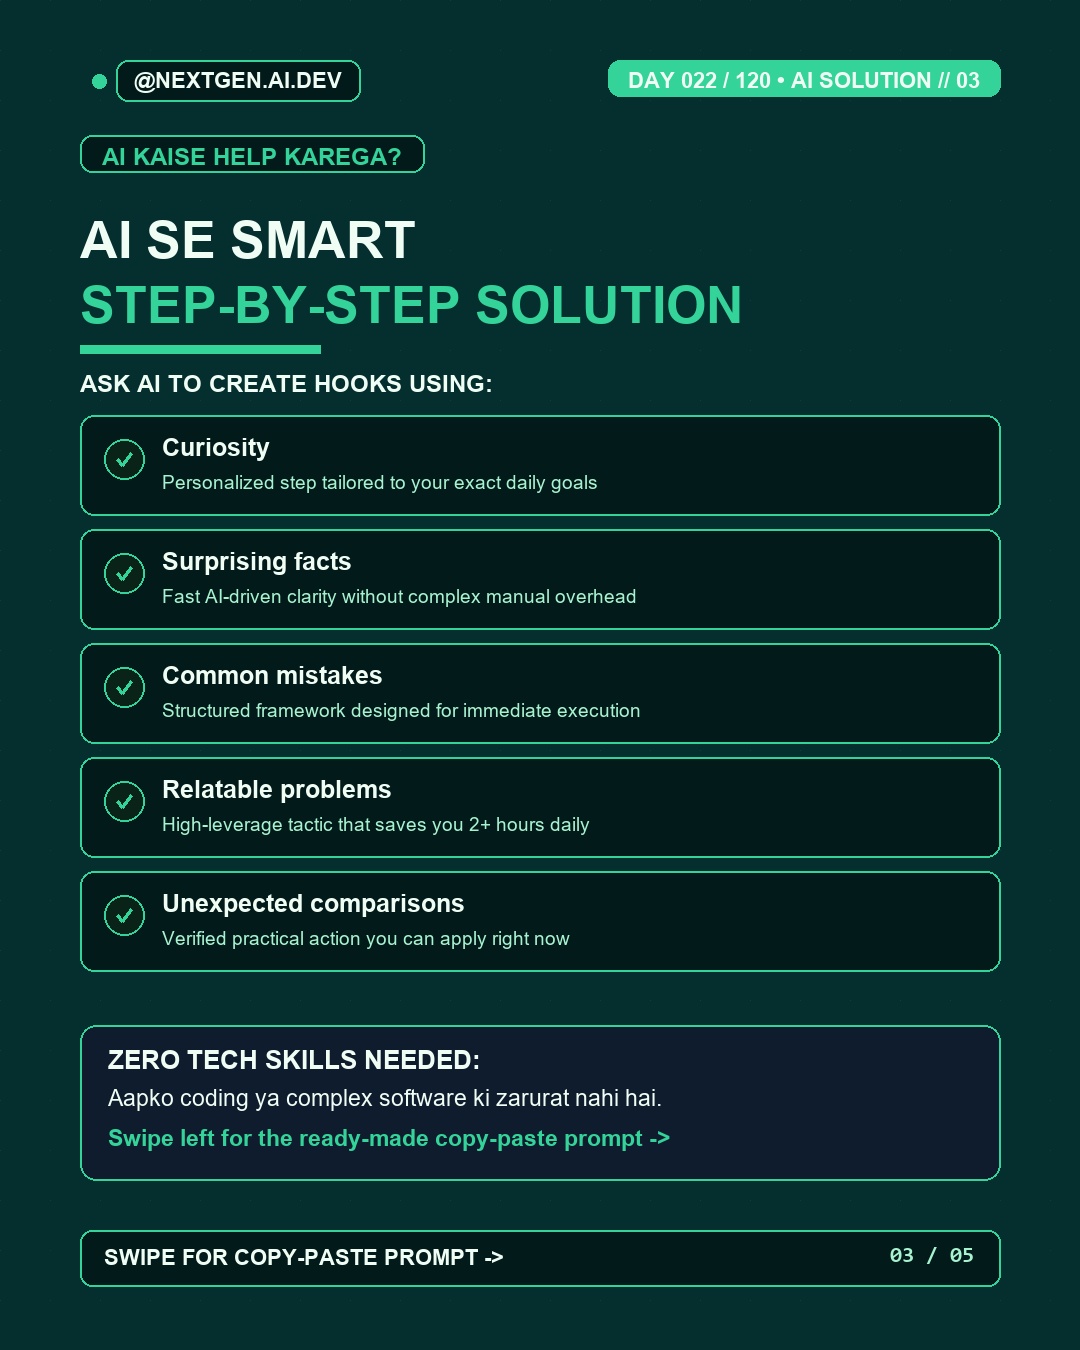 @NEXTGEN.AI.DEV
DAY 022 / 120 • AI SOLUTION // 03
AI KAISE HELP KAREGA?
AI SE SMART
STEP-BY-STEP SOLUTION
ASK AI TO CREATE HOOKS USING:
Curiosity
Personalized step tailored to your exact daily goals
Surprising facts
Fast AI-driven clarity without complex manual overhead
Common mistakes
Structured framework designed for immediate execution
Relatable problems
High-leverage tactic that saves you 2+ hours daily
Unexpected comparisons
Verified practical action you can apply right now
ZERO TECH SKILLS NEEDED:
Aapko coding ya complex software ki zarurat nahi hai.
Swipe left for the ready-made copy-paste prompt ->
SWIPE FOR COPY-PASTE PROMPT ->
03 / 05